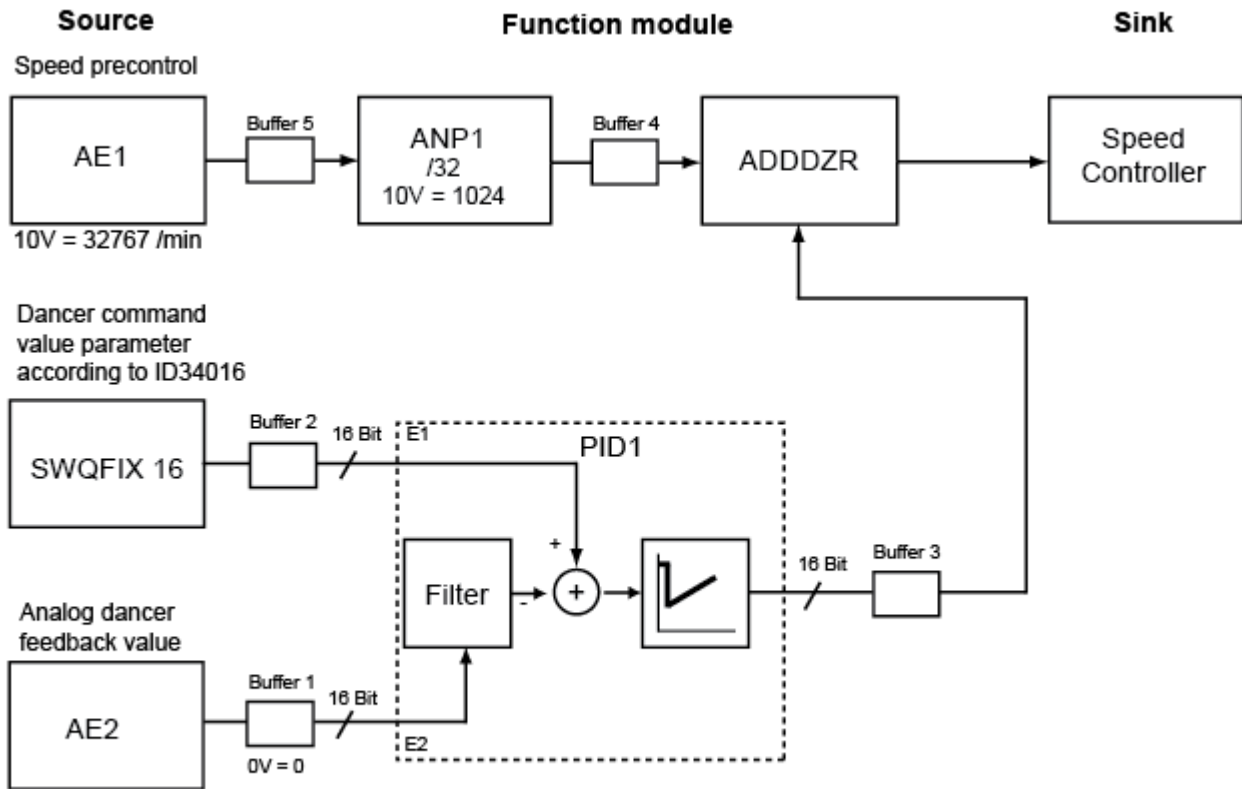 Source
Function module
Sink
Speed precontrol
AE1
Buffer 5
ANP1
/32
10V = 1024
Buffer 4
ADDDZR
Speed
Controller
10V = 32767 /min
Dancer command
value parameter
according to ID34016
SWQFIX 16
Buffer 2
16 Bit
E1
PID1
+
Filter
-
+
16 Bit
Buffer 3
Analog dancer
feedback value
AE2
Buffer 1
16 Bit
E2
0V = 0